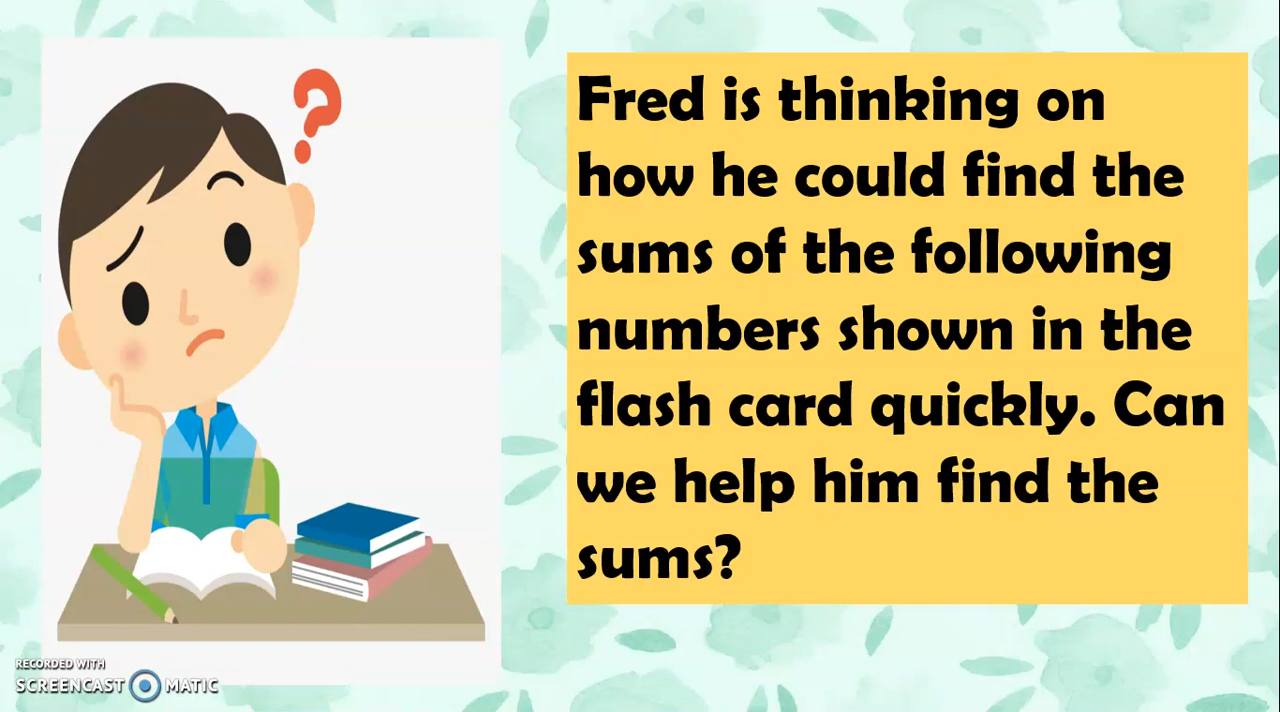 ?
Fred is thinking on
how he could find the
sums of the following
numbers shown in the
flash card quickly. Can
we help him find the
sums?
RECORDED WITH
SCREENCAST MATIC